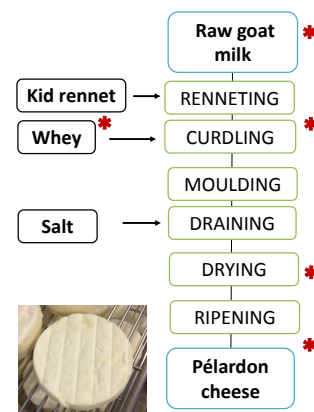 Raw goat
milk
Kid rennet
RENNETING
Whey
CURDLING
MOULDING
Salt
DRAINING
DRYING
RIPENING
Pélardon
cheese